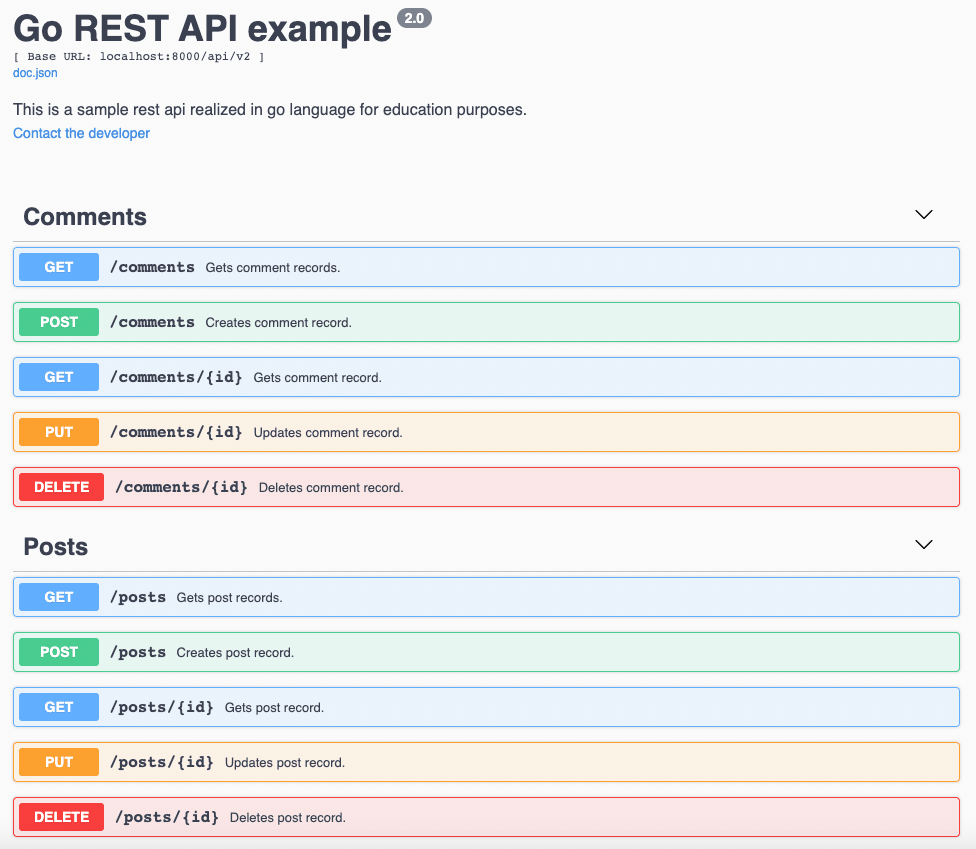 Go REST API example 2.0
[ Base URL: localhost:8000/api/v2 ]
doc.json
This is a sample rest api realized in go language for education purposes.
Contact the developer
Comments
GET /comments Gets comment records.
POST /comments Creates comment record.
GET /comments/{id} Gets comment record.
PUT /comments/{id} Updates comment record.
DELETE /comments/{id} Deletes comment record.
Posts
GET /posts Gets post records.
POST /posts Creates post record.
GET /posts/{id} Gets post record.
PUT /posts/{id} Updates post record.
DELETE /posts/{id} Deletes post record.